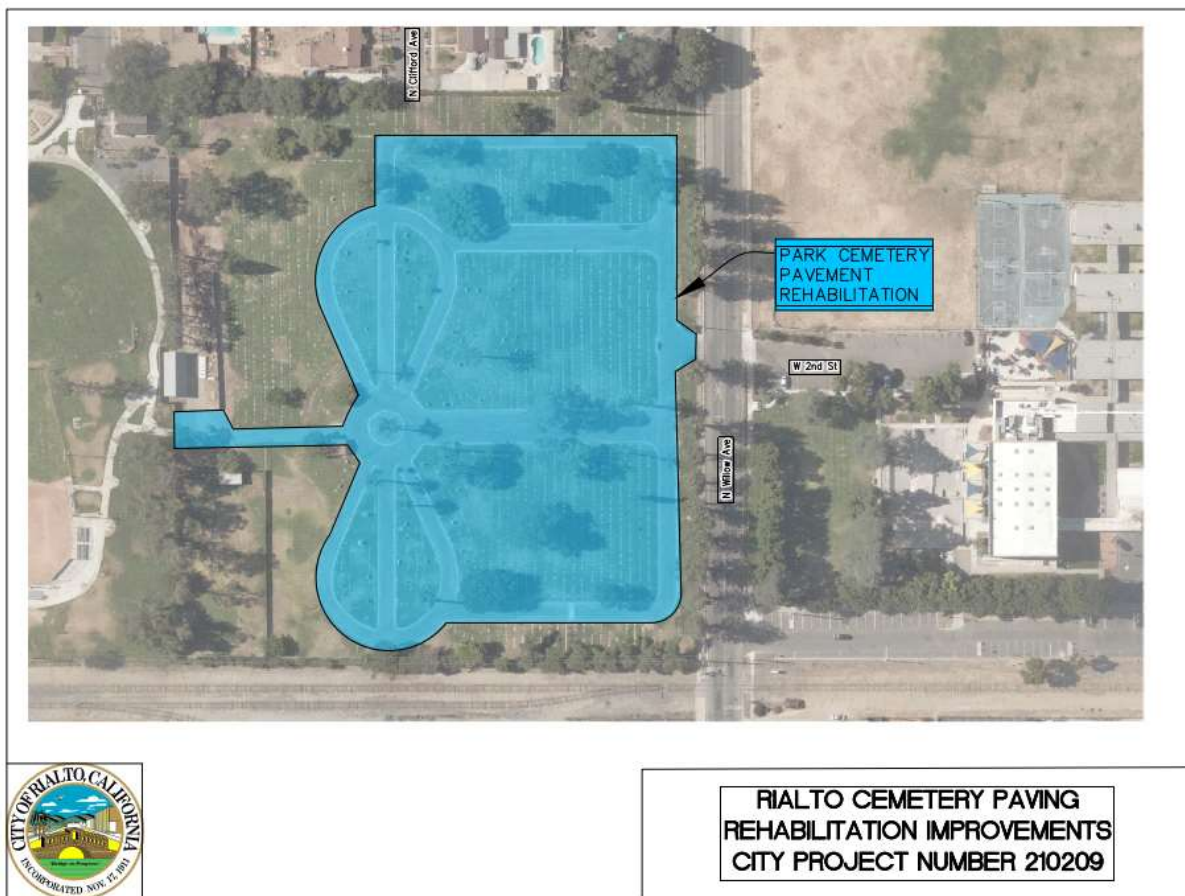 N Clifford Ave
PARK CEMETERY
PAVEMENT
REHABILITATION
W 2nd St
N Willow Ave
CITY OF RIALTO, CALIFORNIA
INCORPORATED NOV. 17, 1911
RIALTO CEMETERY PAVING
REHABILITATION IMPROVEMENTS
CITY PROJECT NUMBER 210209